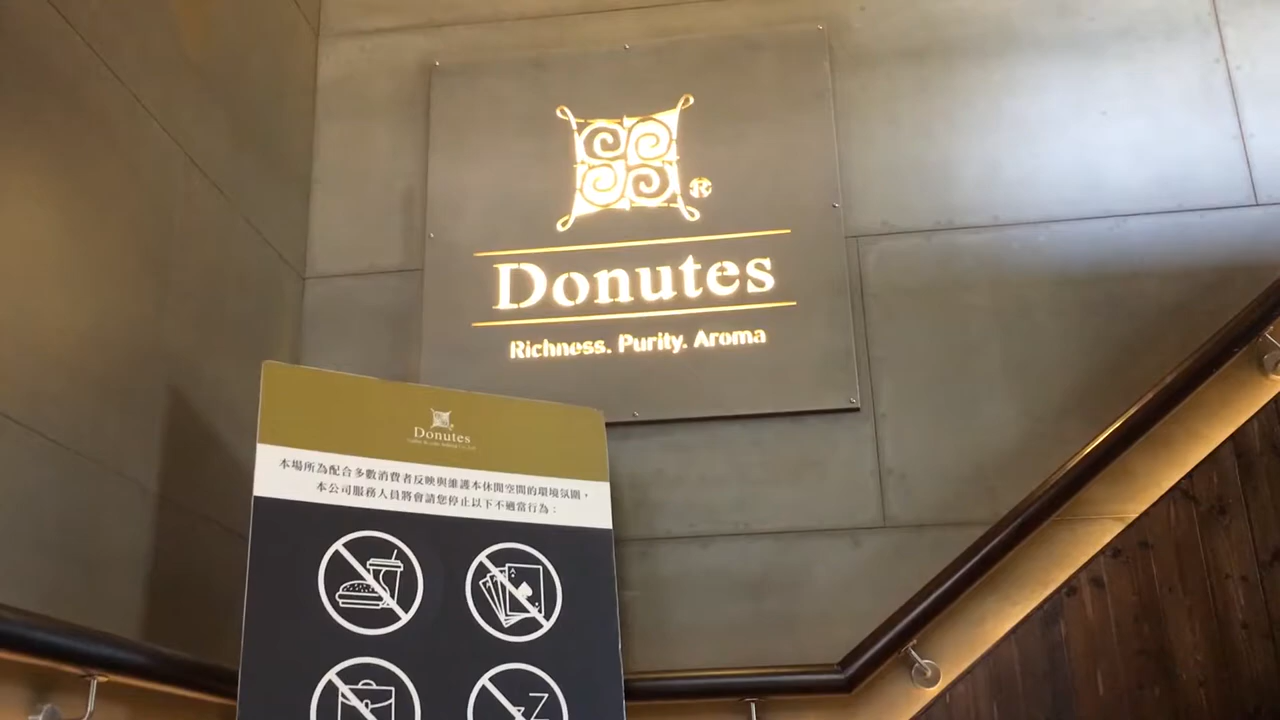 ®
Donutes
Richness. Purity. Aroma
Donutes
本場所為配合多數消費者反映與維護本休閒空間的環境氛圍，
本公司服務人員將會請您停止以下不適當行為：
A
Z